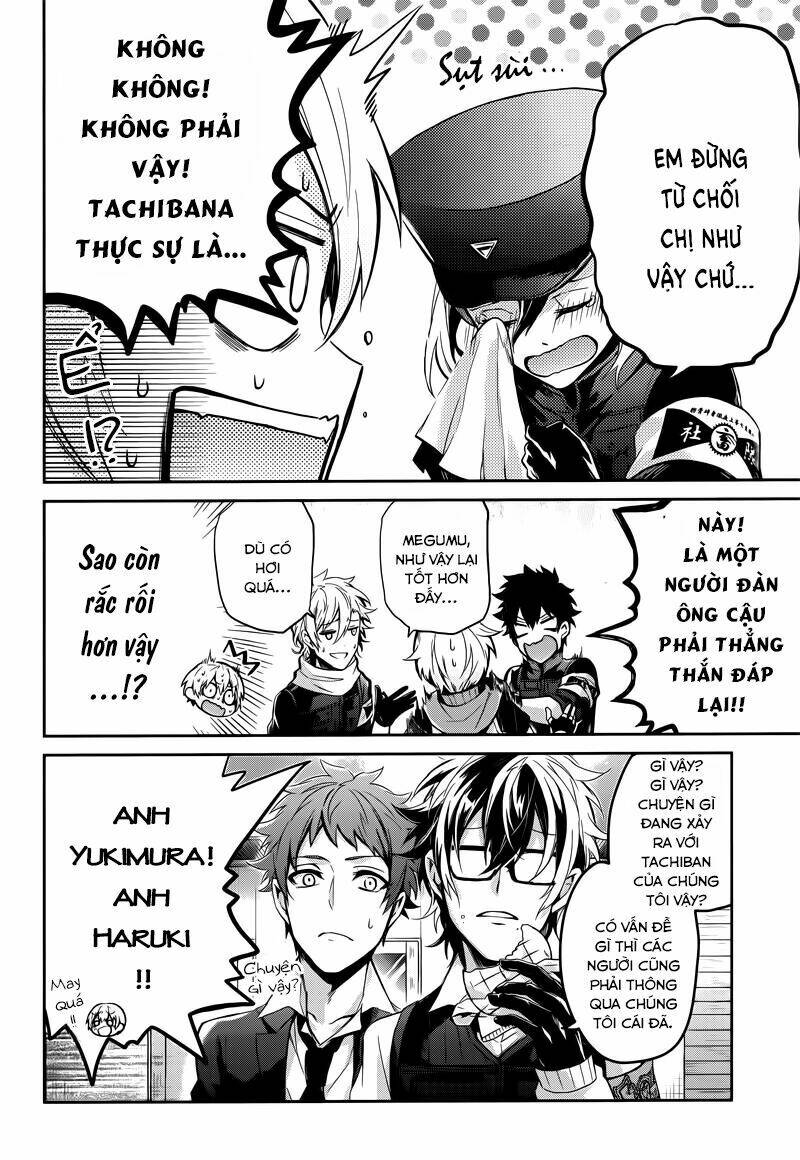 EM ĐỪNG
TỪ CHỐI
CHỊ NHƯ
VẬY CHỨ...
Sụt sùi ...
KHÔNG
KHÔNG!
KHÔNG PHẢI
VẬY!
TACHIBANA
THỰC SỰ LÀ...
Ể!?
社畜
NÀY!
LÀ MỘT
NGƯỜI ĐÀN
ÔNG CẬU
PHẢI THẲNG
THẮN ĐÁP
LẠI!!
MEGUMU,
NHƯ VẬY LẠI
TỐT HƠN
ĐẤY...
DÙ CÓ
HƠI
QUÁ...
Sao còn
rắc rối
hơn vậy
...!?
GÌ VẬY?
GÌ VẬY?
CHUYỆN GÌ
ĐANG XẢY
RA VỚI
TACHIBAN
CỦA CHÚNG
TÔI VẬY?
CÓ VẤN ĐỀ
GÌ THÌ CÁC
NGƯỜI CŨNG
PHẢI THÔNG
QUA CHÚNG
TÔI CÁI ĐÃ.
Chuyện
gì vậy?
ANH
YUKIMURA!
ANH
HARUKI
!!
May
quá
!!